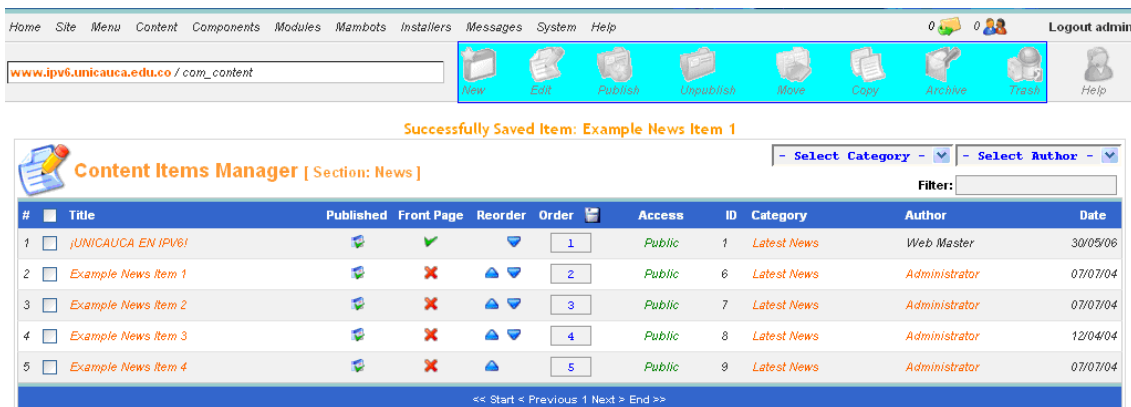 Home Site Menu Content Components Modules Mambots Installers Messages System Help 0 0 Logout admin
www.ipv6.unicauca.edu.co / com_content
New Edit Publish Unpublish Move Copy Archive Trash Help
Successfully Saved Item: Example News Item 1
Content Items Manager [ Section: News ]
- Select Category - - Select Author -
Filter:
# Title Published Front Page Reorder Order Access ID Category Author Date
1 ¡UNICAUCA EN IPV6! 1 Public 1 Latest News Web Master 30/05/06
2 Example News Item 1 2 Public 6 Latest News Administrator 07/07/04
3 Example News Item 2 3 Public 7 Latest News Administrator 07/07/04
4 Example News Item 3 4 Public 8 Latest News Administrator 12/04/04
5 Example News Item 4 5 Public 9 Latest News Administrator 07/07/04
<< Start < Previous 1 Next > End >>